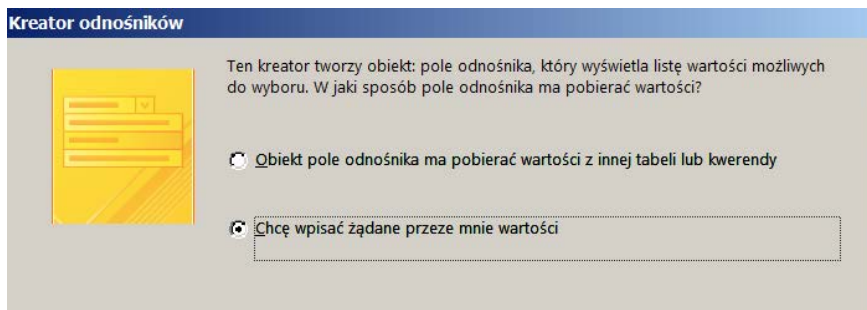 Kreator odnośników
Ten kreator tworzy obiekt: pole odnośnika, który wyświetla listę wartości możliwych
do wyboru. W jaki sposób pole odnośnika ma pobierać wartości?
Obiekt pole odnośnika ma pobierać wartości z innej tabeli lub kwerendy
Chcę wpisać żądane przeze mnie wartości